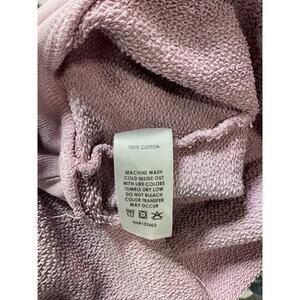 100% COTTON
MACHINE WASH
COLD INSIDE OUT
WITH LIKE COLORS
TUMBLE DRY LOW
DO NOT BLEACH
COLOR TRANSFER
MAY OCCUR